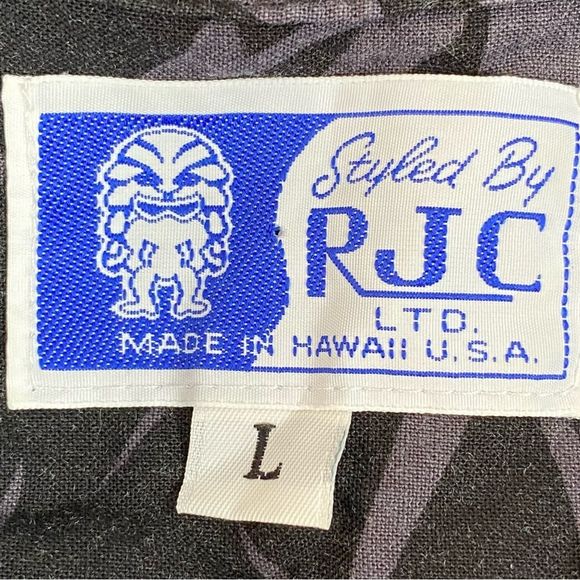 Styled By
RJC
LTD.
MADE IN HAWAII U.S.A.
L